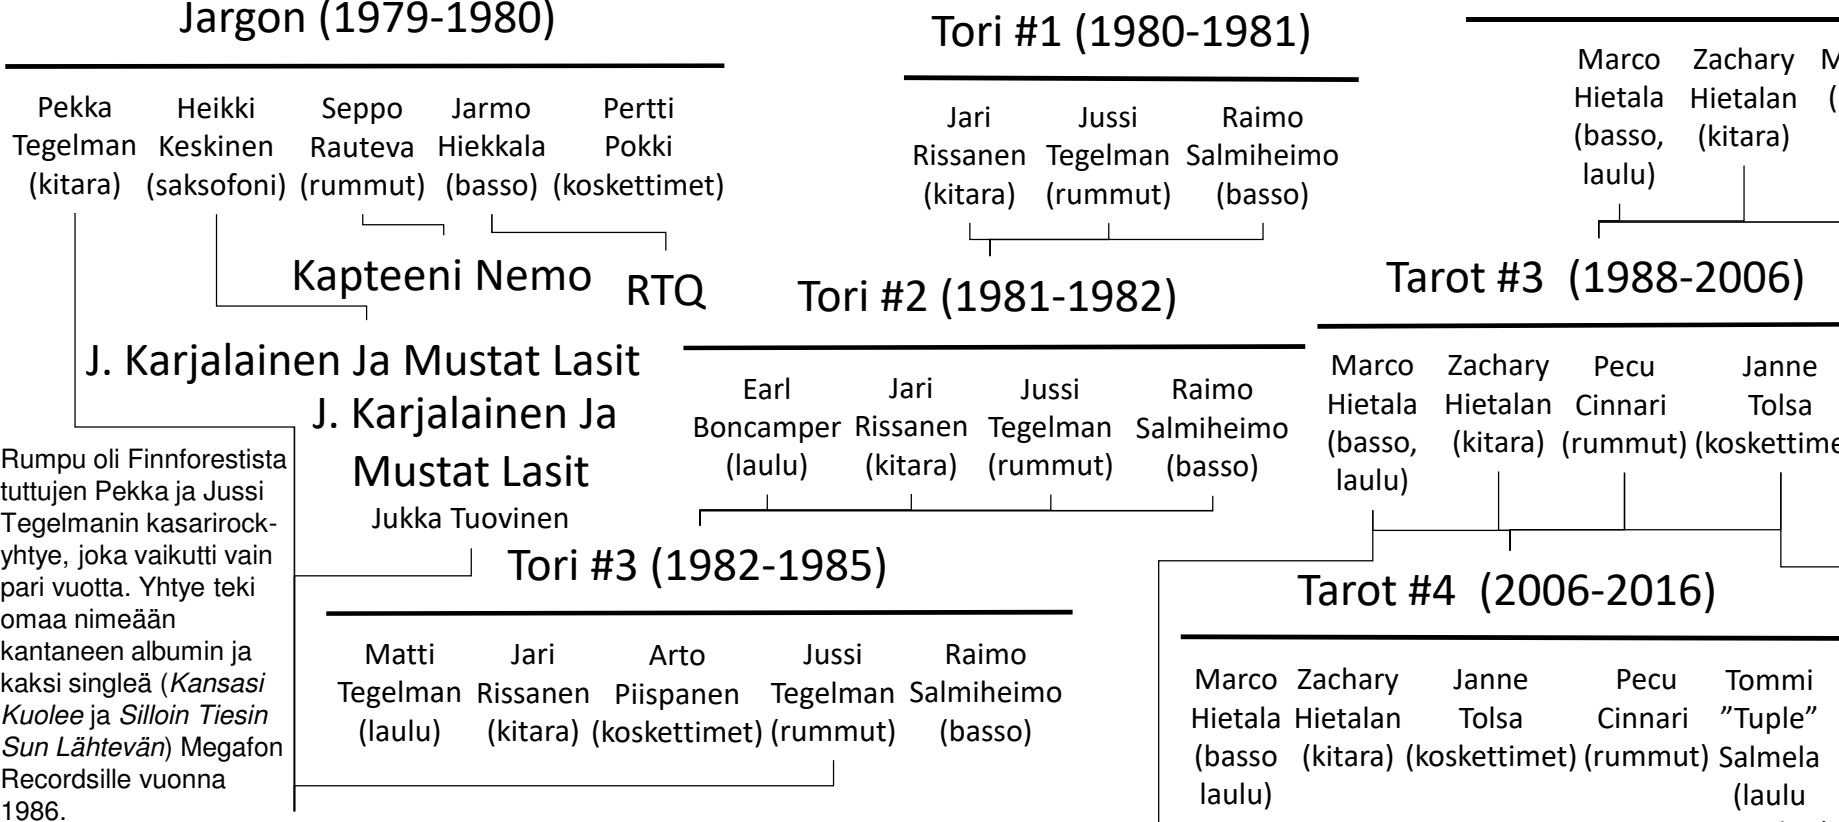 Jargon (1979-1980)
Pekka Tegelman (kitara)
Heikki Keskinen (saksofoni)
Seppo Rauteva (rummut)
Jarmo Hiekkala (basso)
Pertti Pokki (koskettimet)
Kapteeni Nemo
RTQ
J. Karjalainen Ja Mustat Lasit
J. Karjalainen Ja
Mustat Lasit
Jukka Tuovinen
Rumpu oli Finnforestista
tuttujen Pekka ja Jussi
Tegelmanin kasarirock-
yhtye, joka vaikutti vain
pari vuotta. Yhtye teki
omaa nimeään
kantaneen albumin ja
kaksi singleä (Kansasi
Kuolee ja Silloin Tiesin
Sun Lähtevän) Megafon
Recordsille vuonna
1986.
Tori #1 (1980-1981)
Jari Rissanen (kitara)
Jussi Tegelman (rummut)
Raimo Salmiheimo (basso)
Tori #2 (1981-1982)
Earl Boncamper (laulu)
Jari Rissanen (kitara)
Jussi Tegelman (rummut)
Raimo Salmiheimo (basso)
Tori #3 (1982-1985)
Matti Tegelman (laulu)
Jari Rissanen (kitara)
Arto Piispanen (koskettimet)
Jussi Tegelman (rummut)
Raimo Salmiheimo (basso)
Marco Hietala (basso, laulu)
Zachary Hietalan (kitara)
Tarot #3 (1988-2006)
Marco Hietala (basso, laulu)
Zachary Hietalan (kitara)
Pecu Cinnari (rummut)
Janne Tolsa (koskettime
Tarot #4 (2006-2016)
Marco Hietala (basso laulu)
Zachary Hietalan (kitara)
Janne Tolsa (koskettimet)
Pecu Cinnari (rummut)
Tommi ”Tuple” Salmela (laulu